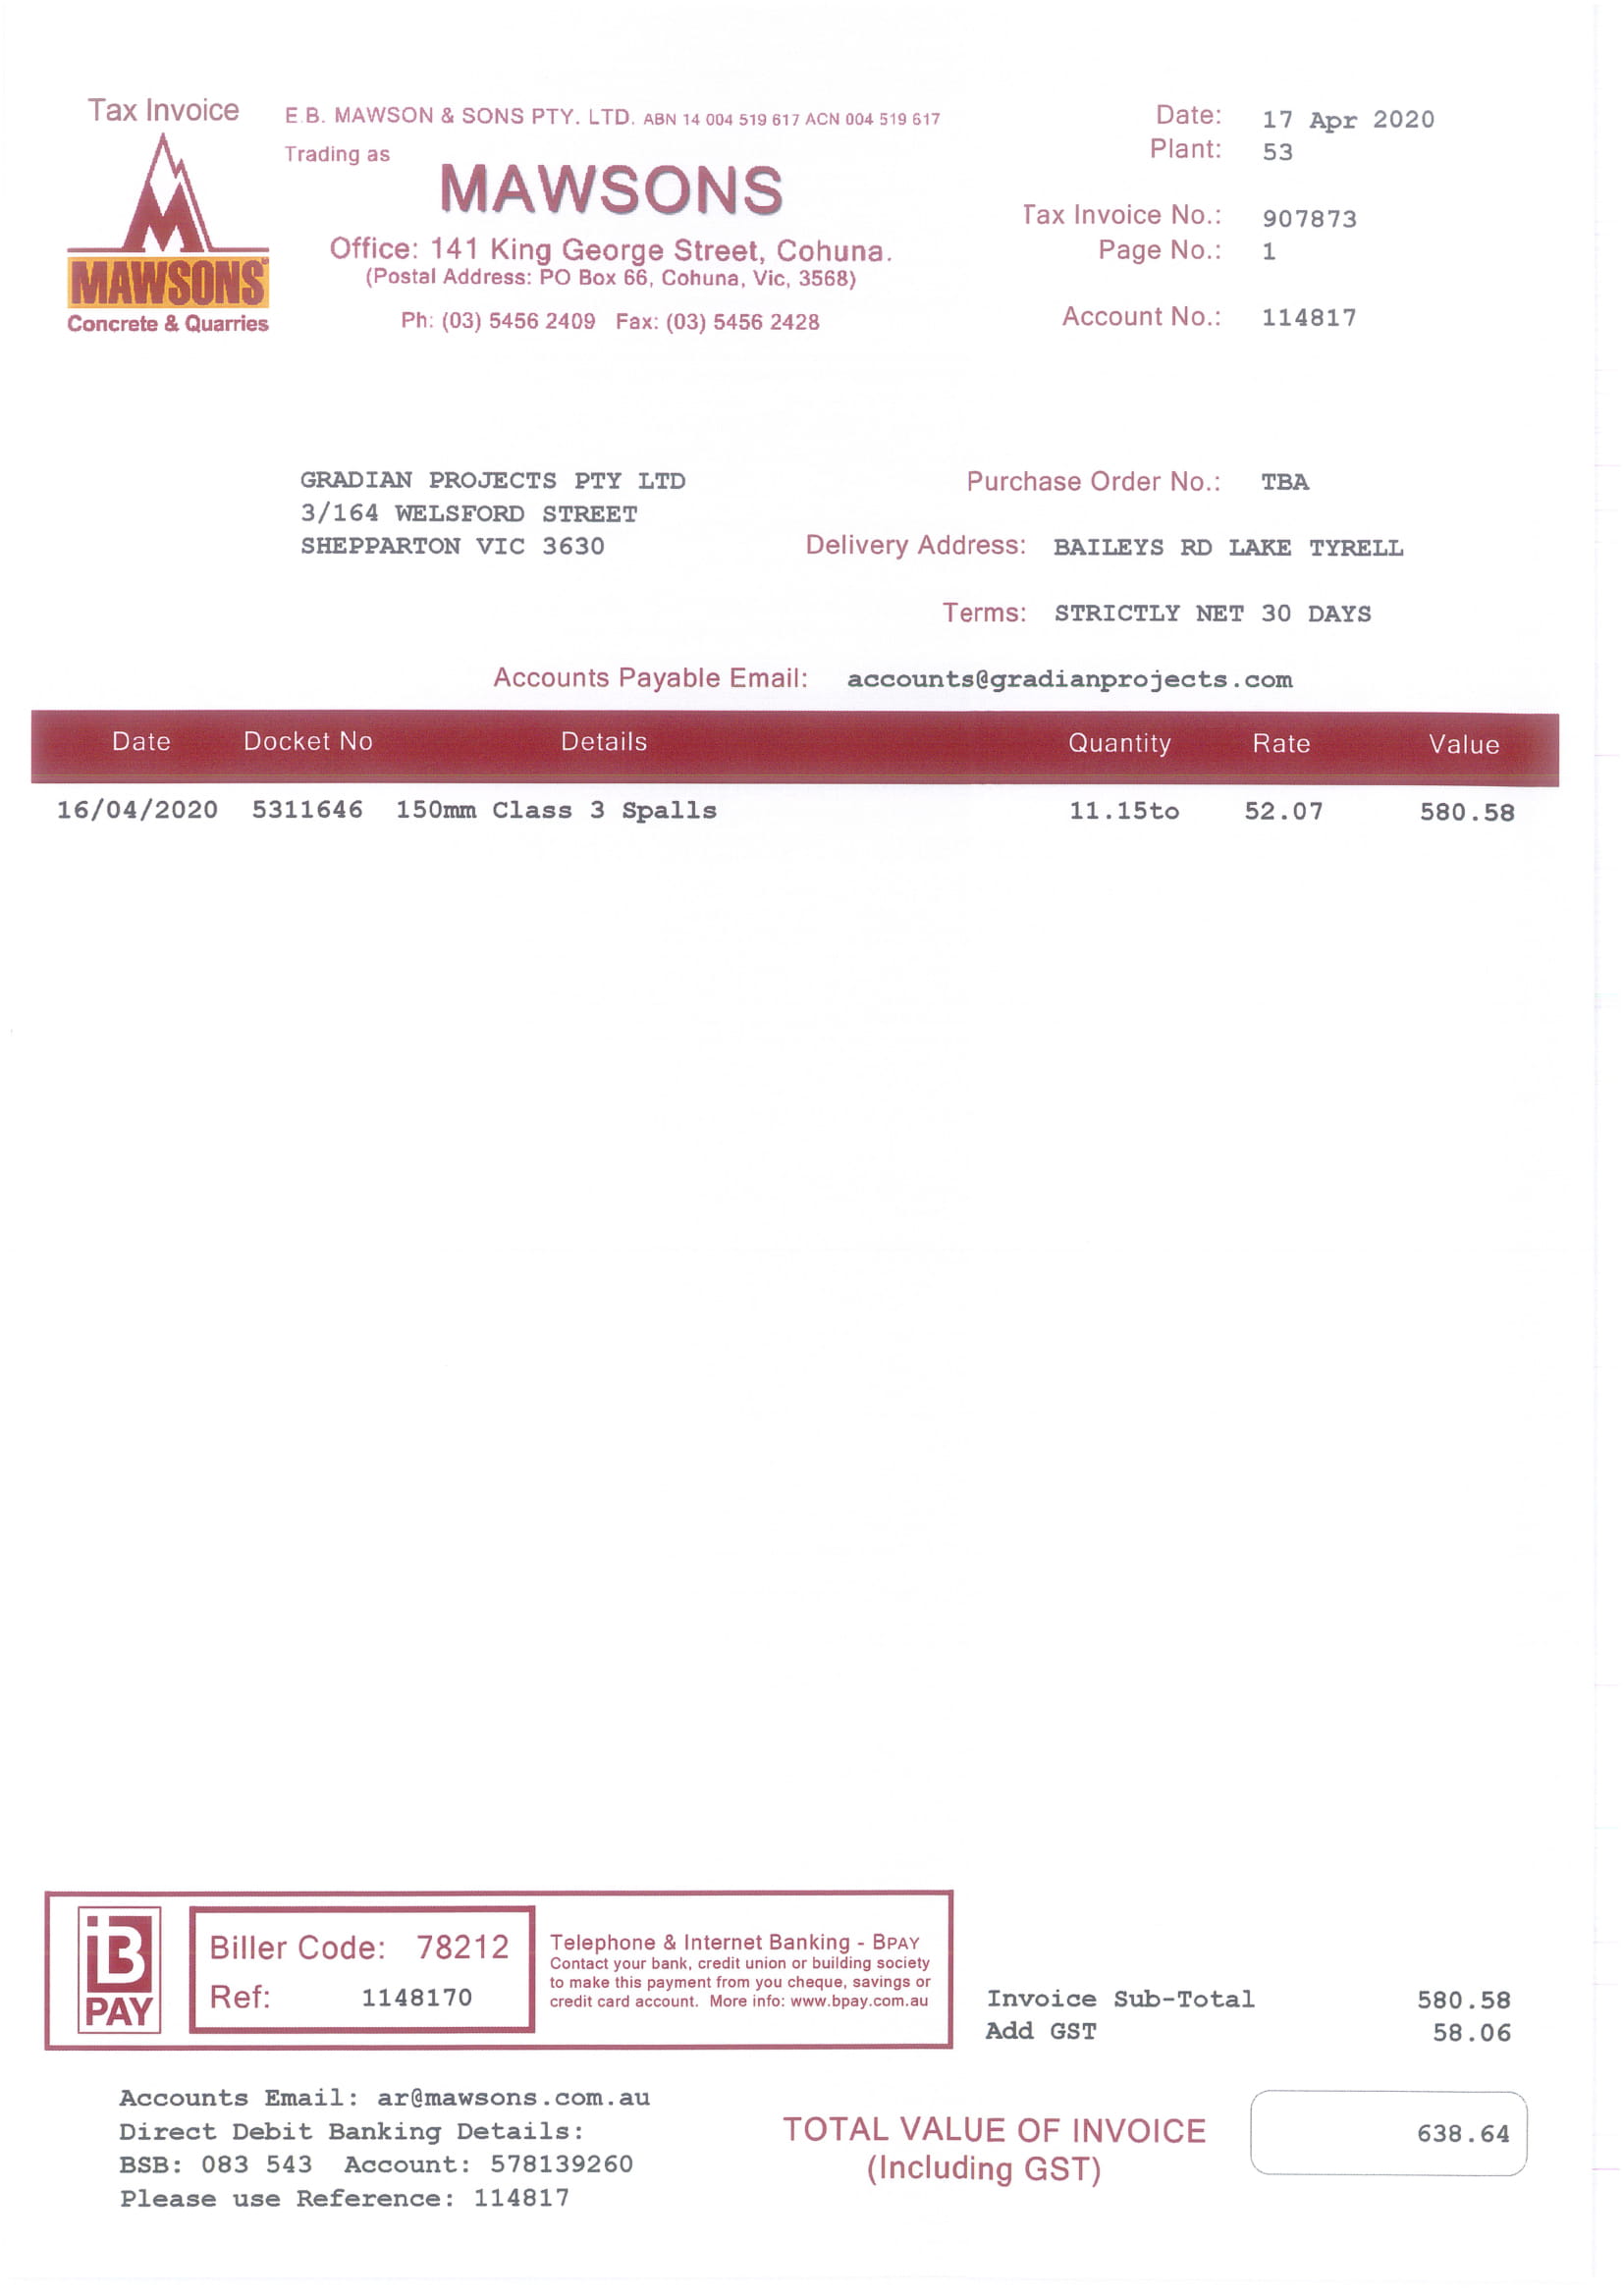 Tax Invoice
E.B. MAWSON & SONS PTY. LTD. ABN 14 004 519 617 ACN 004 519 617
Trading as
MAWSONS
Office: 141 King George Street, Cohuna.
(Postal Address: PO Box 66, Cohuna, Vic, 3568)
Ph: (03) 5456 2409 Fax: (03) 5456 2428
MAWSONS
Concrete & Quarries
Date: 17 Apr 2020
Plant: 53
Tax Invoice No.: 907873
Page No.: 1
Account No.: 114817
GRADIAN PROJECTS PTY LTD
3/164 WELSFORD STREET
SHEPPARTON VIC 3630
Purchase Order No.: TBA
Delivery Address: BAILEYS RD LAKE TYRELL
Terms: STRICTLY NET 30 DAYS
Accounts Payable Email: accounts@gradianprojects.com
Date Docket No Details Quantity Rate Value
16/04/2020 5311646 150mm Class 3 Spalls 11.15to 52.07 580.58
B
PAY
Biller Code: 78212
Ref: 1148170
Telephone & Internet Banking - BPAY
Contact your bank, credit union or building society
to make this payment from you cheque, savings or
credit card account. More info: www.bpay.com.au
Invoice Sub-Total 580.58
Add GST 58.06
Accounts Email: ar@mawsons.com.au
Direct Debit Banking Details:
BSB: 083 543 Account: 578139260
Please use Reference: 114817
TOTAL VALUE OF INVOICE 638.64
(Including GST)